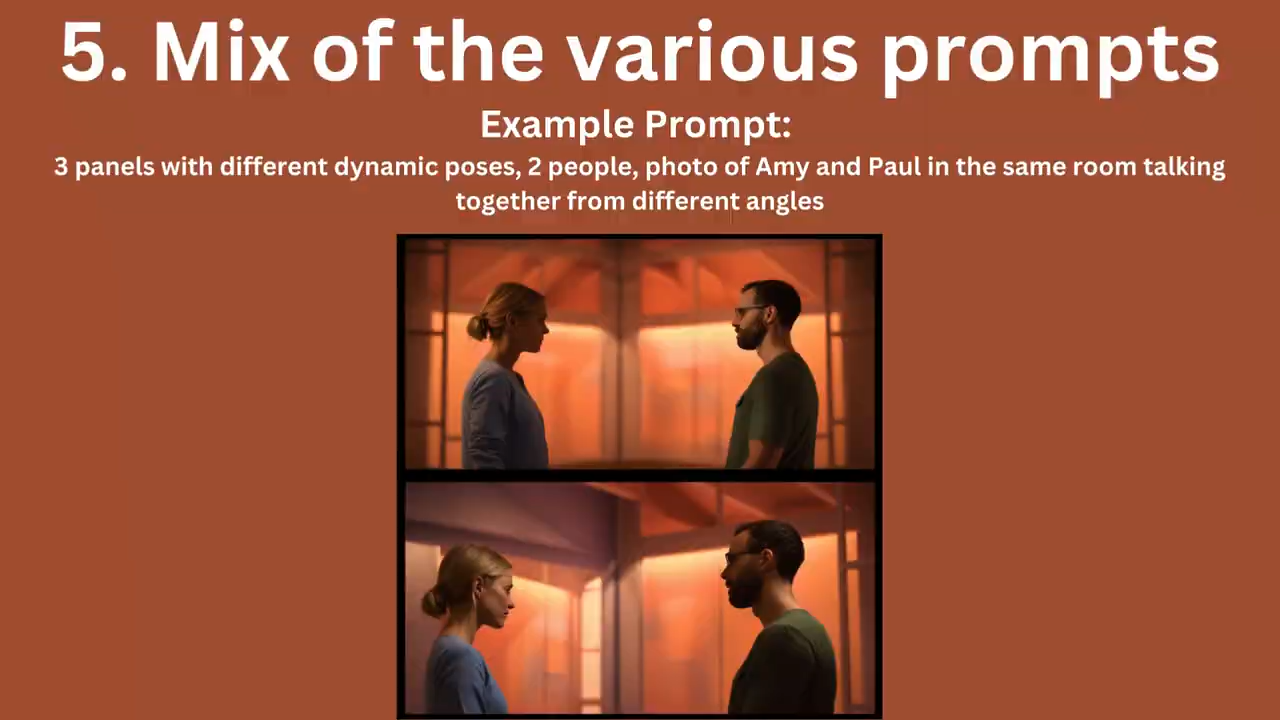 5. Mix of the various prompts
Example Prompt:
3 panels with different dynamic poses, 2 people, photo of Amy and Paul in the same room talking
together from different angles